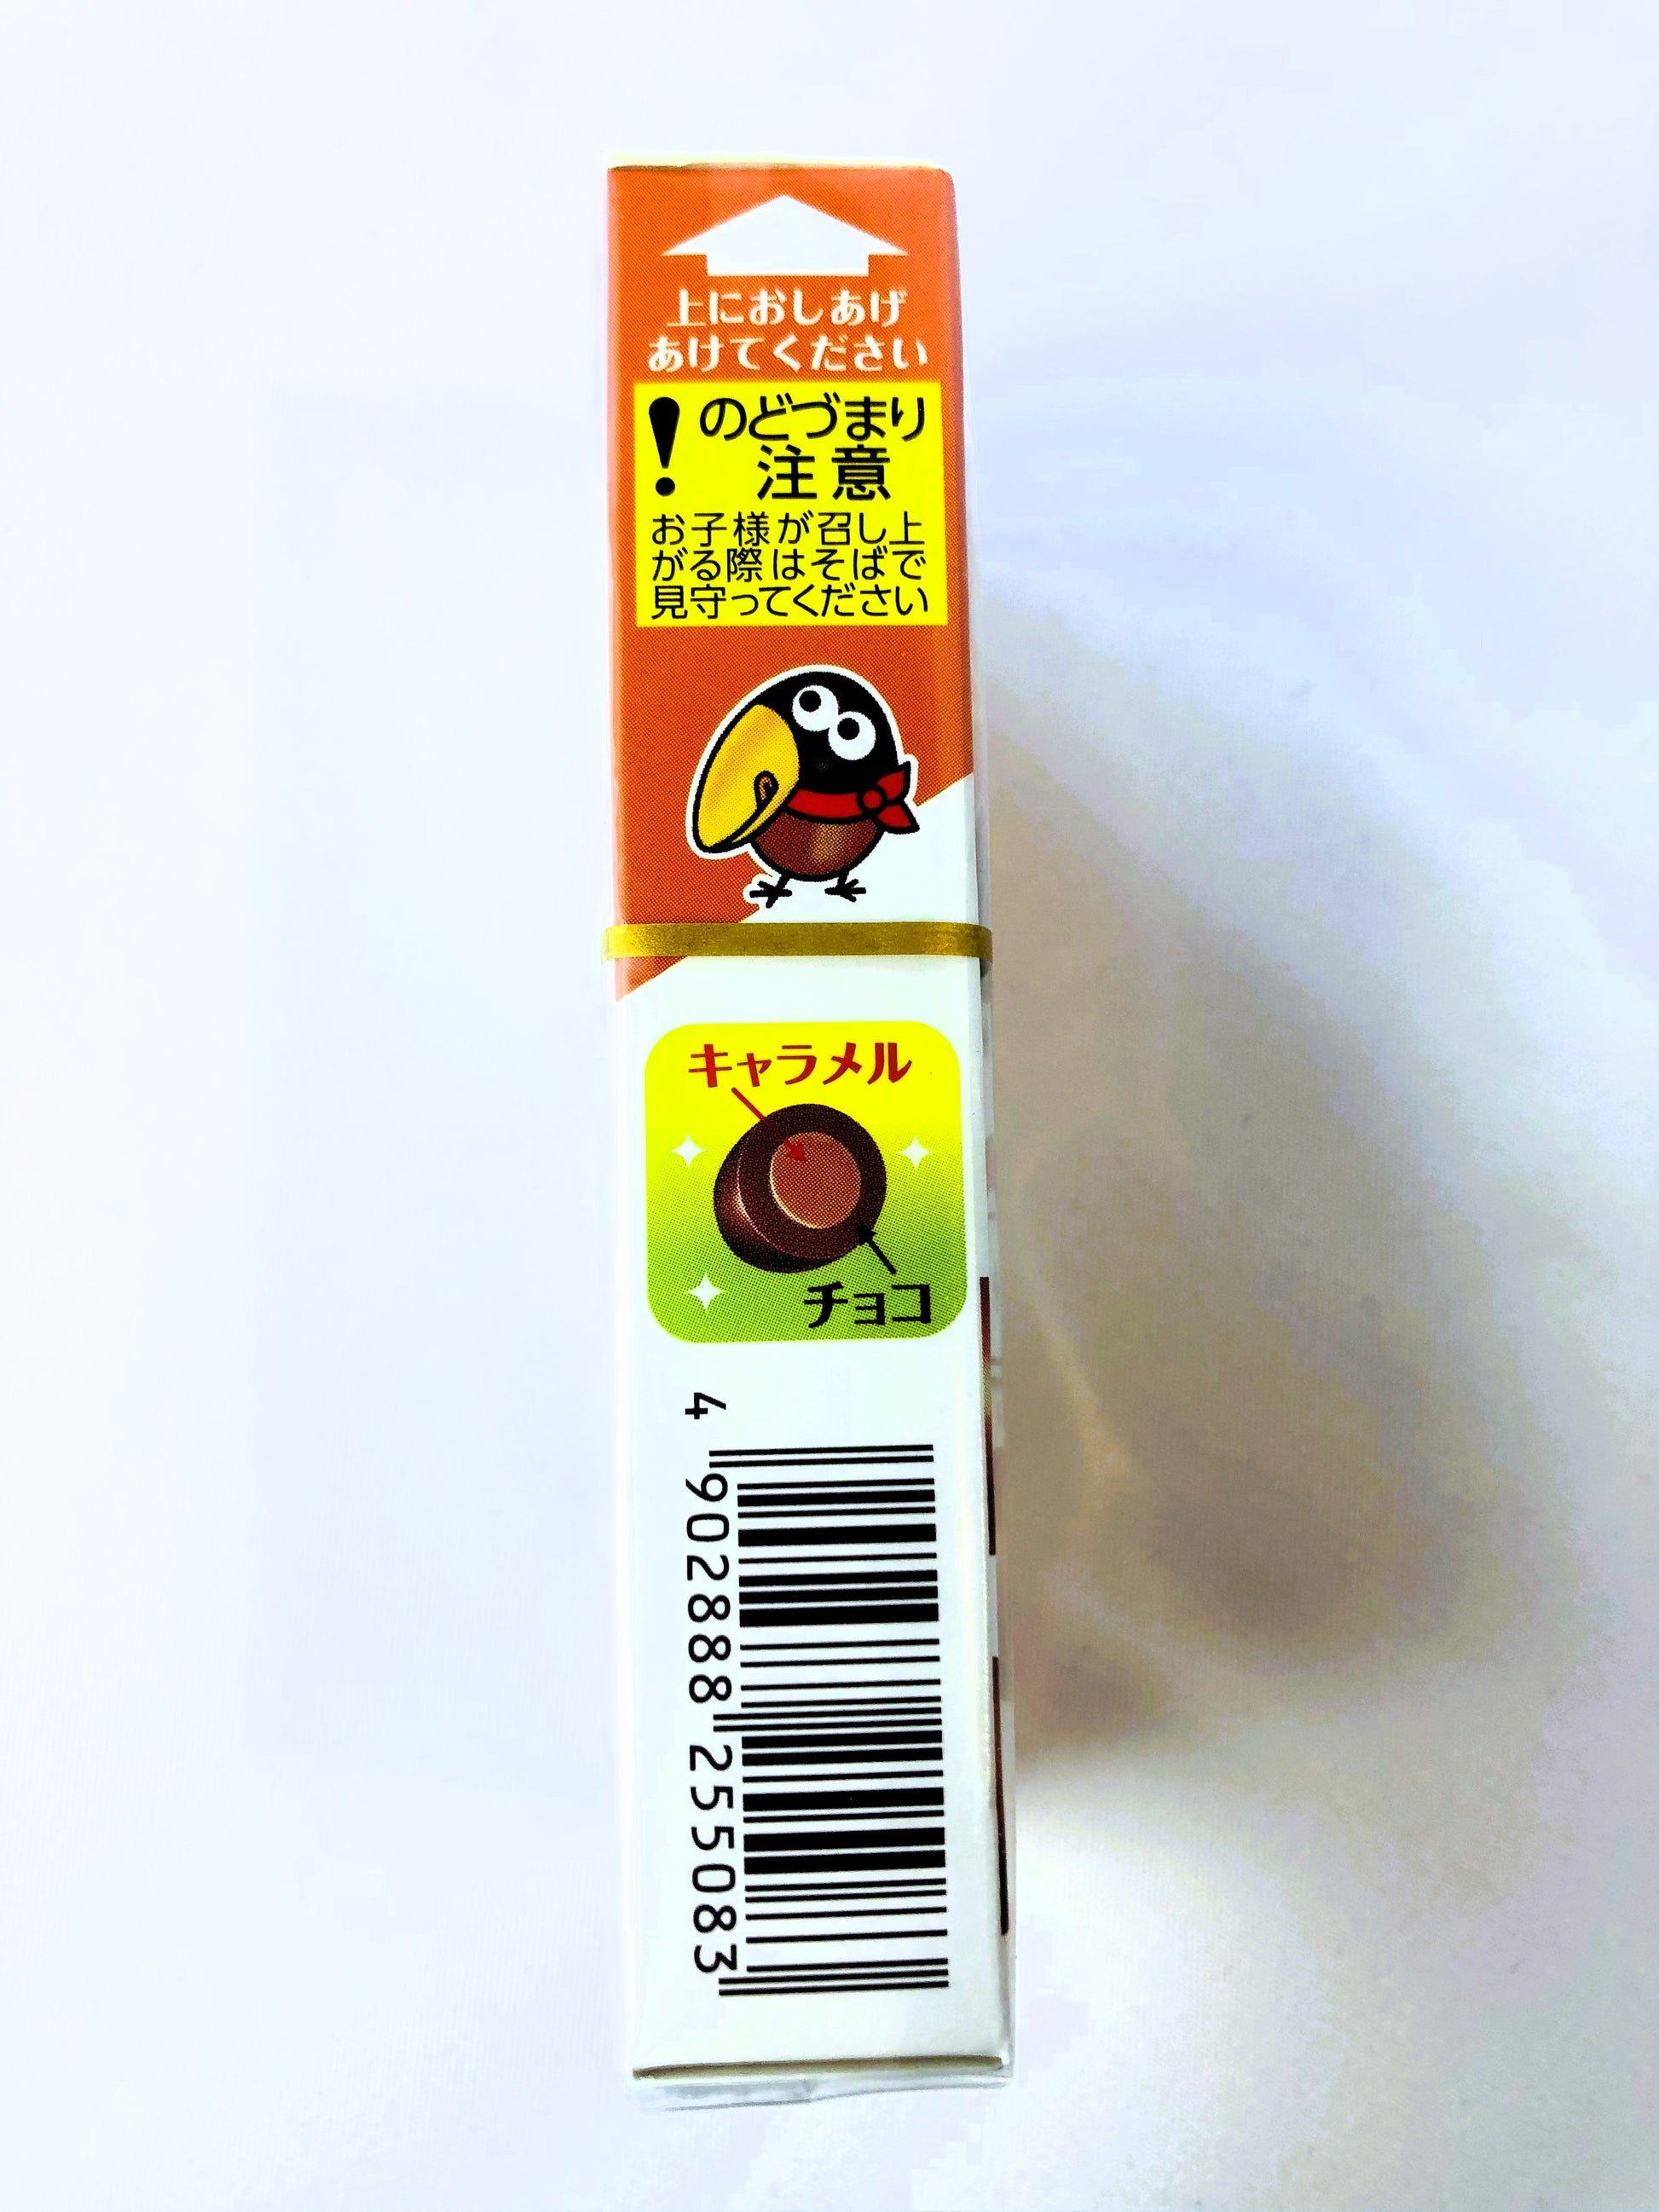 上におしあげ
あけてください
!
のどづまり
注意
お子様が召し上
がる際はそばで
見守ってください
キャラメル
チョコ
4 902888 255083